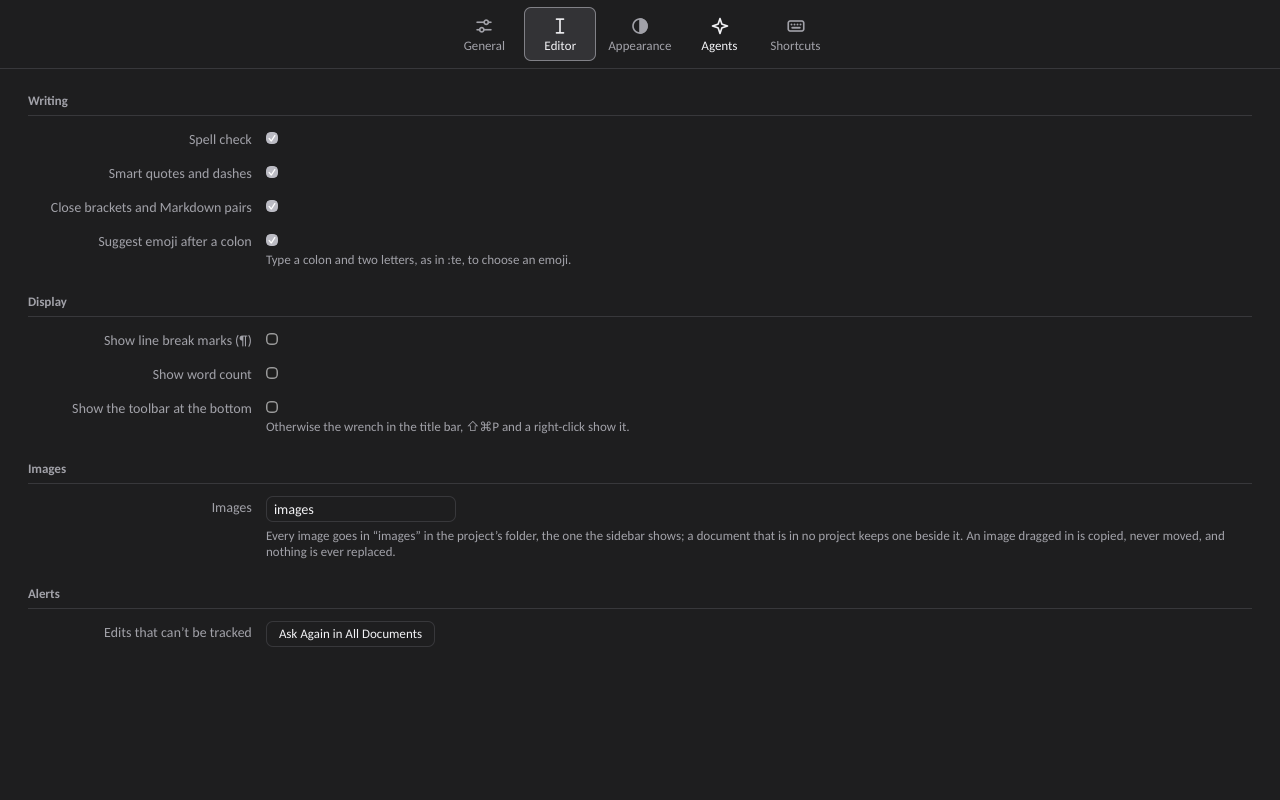 General
Editor
Appearance
Agents
Shortcuts
Writing
Spell check
Smart quotes and dashes
Close brackets and Markdown pairs
Suggest emoji after a colon
Type a colon and two letters, as in :te, to choose an emoji.
Display
Show line break marks (¶)
Show word count
Show the toolbar at the bottom
Otherwise the wrench in the title bar, ⇧⌘P and a right-click show it.
Images
Images
images
Every image goes in “images” in the project’s folder, the one the sidebar shows; a document that is in no project keeps one beside it. An image dragged in is copied, never moved, and
nothing is ever replaced.
Alerts
Edits that can’t be tracked
Ask Again in All Documents